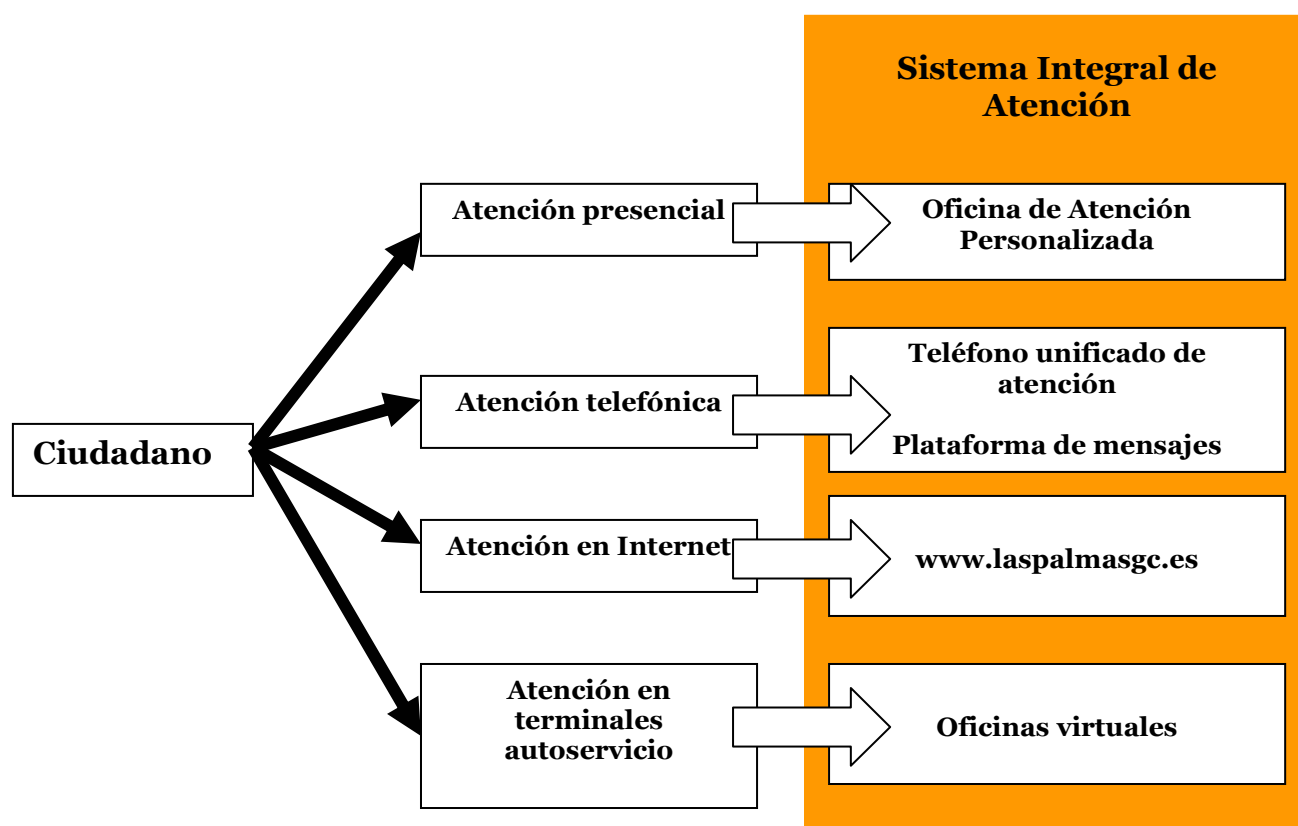 Sistema Integral de
Atención
Atención presencial
Oficina de Atención
Personalizada
Teléfono unificado de
atención
Atención telefónica
Plataforma de mensajes
Ciudadano
Atención en Internet
www.laspalmasgc.es
Atención en
terminales
autoservicio
Oficinas virtuales